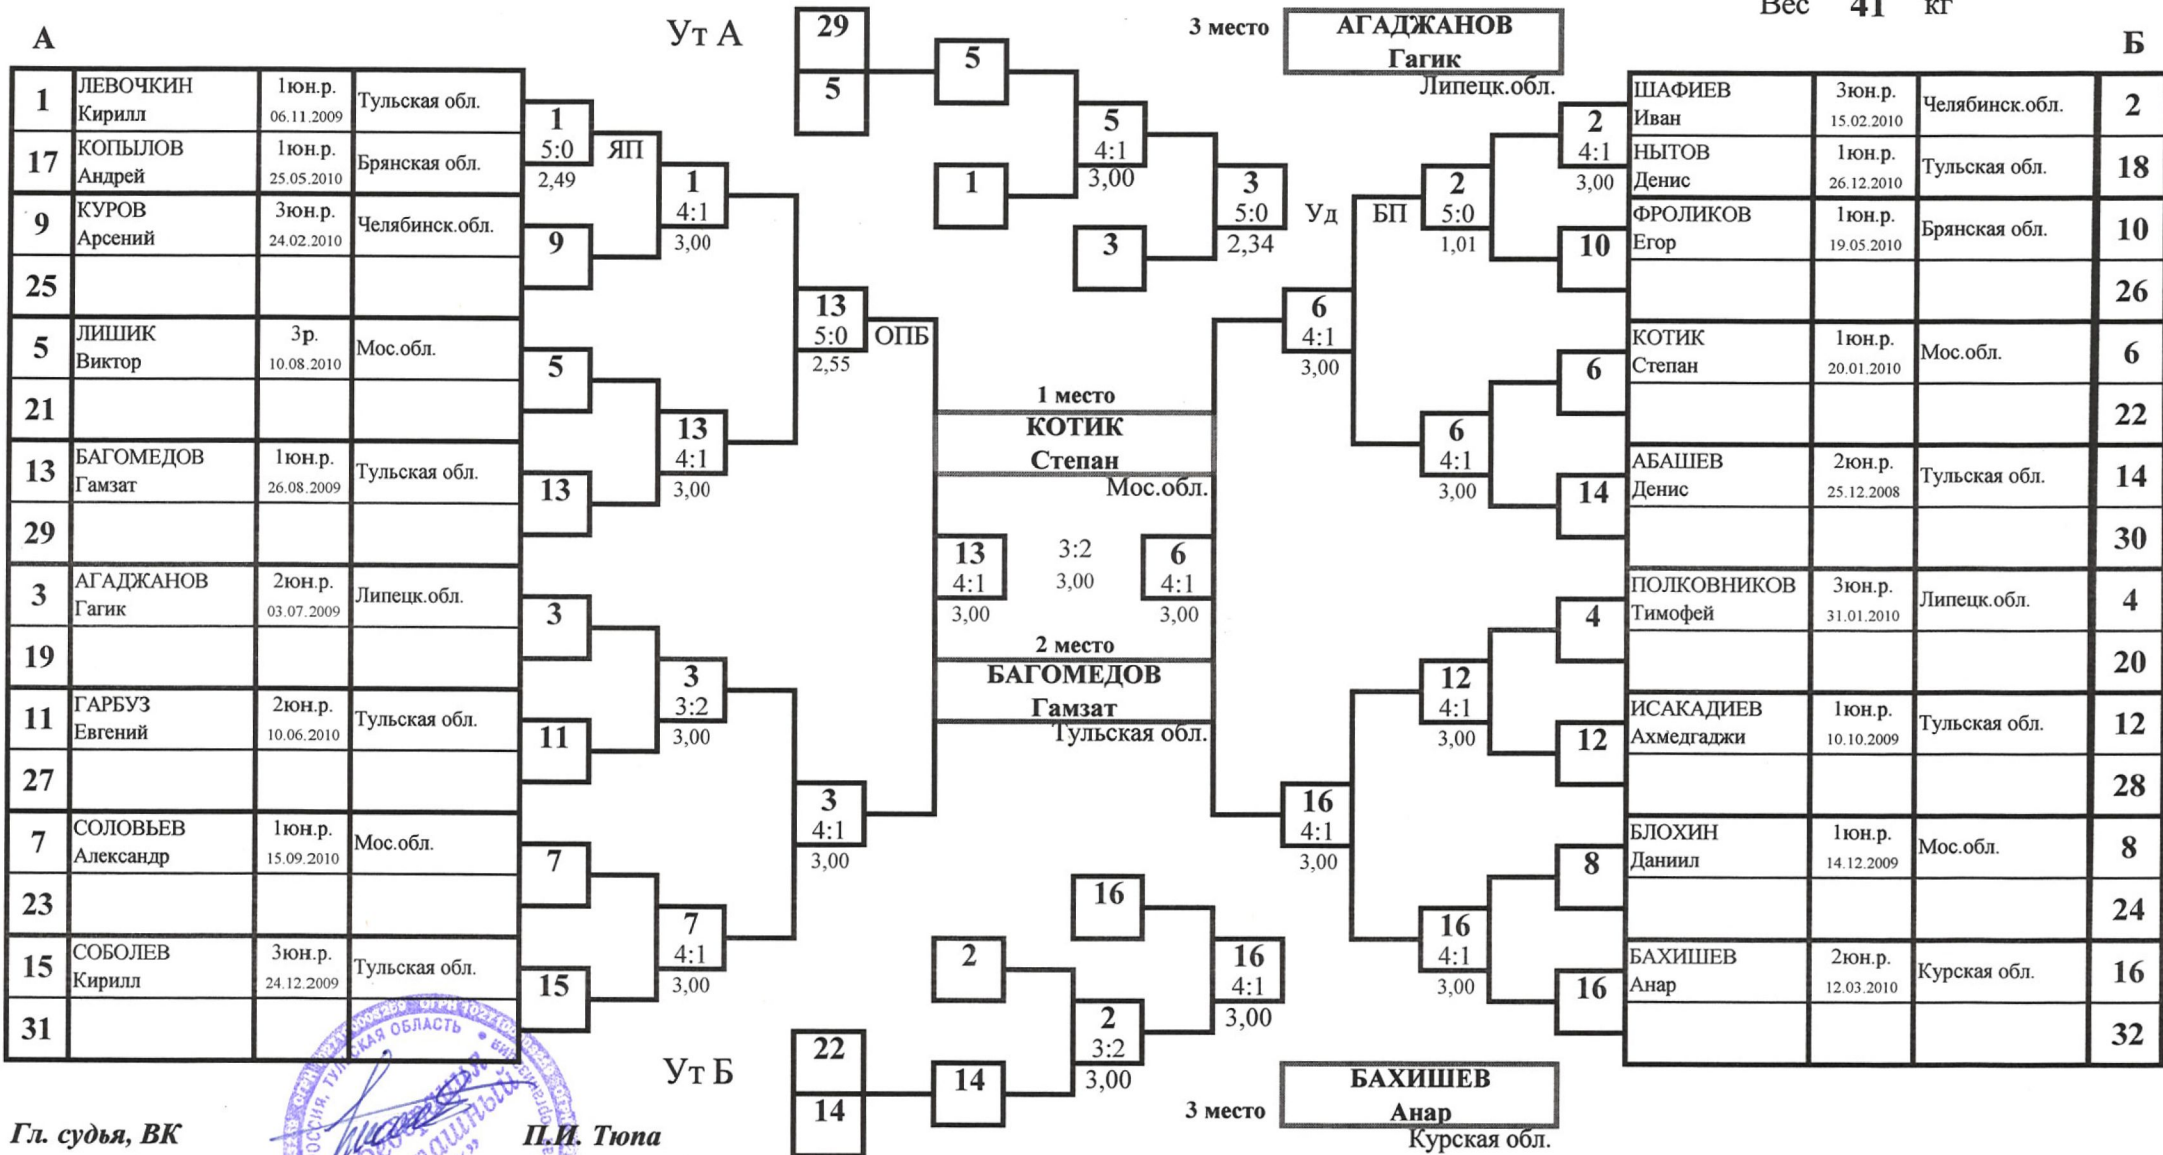 Вес 41 кг
А
Ут А
29
5
5
3 место
АГАДЖАНОВ
Гагик
Липецк.обл.
Б
1 ЛЕВОЧКИН 1юн.р. Тульская обл.
Кирилл 06.11.2009
17 КОПЫЛОВ 1юн.р. Брянская обл.
Андрей 25.05.2010
9 КУРОВ 3юн.р. Челябинск.обл.
Арсений 24.02.2010
25
5 ЛИШИК 3р. Мос.обл.
Виктор 10.08.2010
21
13 БАГОМЕДОВ 1юн.р. Тульская обл.
Гамзат 26.08.2009
29
3 АГАДЖАНОВ 2юн.р. Липецк.обл.
Гагик 03.07.2009
19
11 ГАРБУЗ 2юн.р. Тульская обл.
Евгений 10.06.2010
27
7 СОЛОВЬЕВ 1юн.р. Мос.обл.
Александр 15.09.2010
23
15 СОБОЛЕВ 3юн.р. Тульская обл.
Кирилл 24.12.2009
31
1
5:0 ЯП
2,49
9
5
13
3
11
7
15
1
4:1
3,00
13
4:1
3,00
3
3:2
3,00
7
4:1
3,00
13
5:0 ОПБ
2,55
3
4:1
3,00
1
5
4:1
3,00
3
3
5:0
2,34
1 место
КОТИК
Степан
Мос.обл.
13 3:2 6
4:1 3,00 4:1
3,00 3,00
2 место
БАГОМЕДОВ
Гамзат
Тульская обл.
Уд БП
6
4:1
3,00
16
4:1
3,00
2
5:0
1,01
6
4:1
3,00
12
4:1
3,00
16
4:1
3,00
2
4:1
3,00
10
6
14
4
12
8
16
ШАФИЕВ 3юн.р. Челябинск.обл. 2
Иван 15.02.2010
НЫТОВ 1юн.р. Тульская обл. 18
Денис 26.12.2010
ФРОЛИКОВ 1юн.р. Брянская обл. 10
Егор 19.05.2010
26
КОТИК 1юн.р. Мос.обл. 6
Степан 20.01.2010
22
АБАШЕВ 2юн.р. Тульская обл. 14
Денис 25.12.2008
30
ПОЛКОВНИКОВ 3юн.р. Липецк.обл. 4
Тимофей 31.01.2010
20
ИСАКАДИЕВ 1юн.р. Тульская обл. 12
Ахмедгаджи 10.10.2009
28
БЛОХИН 1юн.р. Мос.обл. 8
Даниил 14.12.2009
24
БАХИШЕВ 2юн.р. Курская обл. 16
Анар 12.03.2010
32
16
2
16
4:1
3,00
2
3:2
3,00
Ут Б
22
14
14
3 место
БАХИШЕВ
Анар
Курская обл.
Гл. судья, ВК П.И. Тюпа
РОССИЯ, ТУЛЬСКАЯ ОБЛАСТЬ